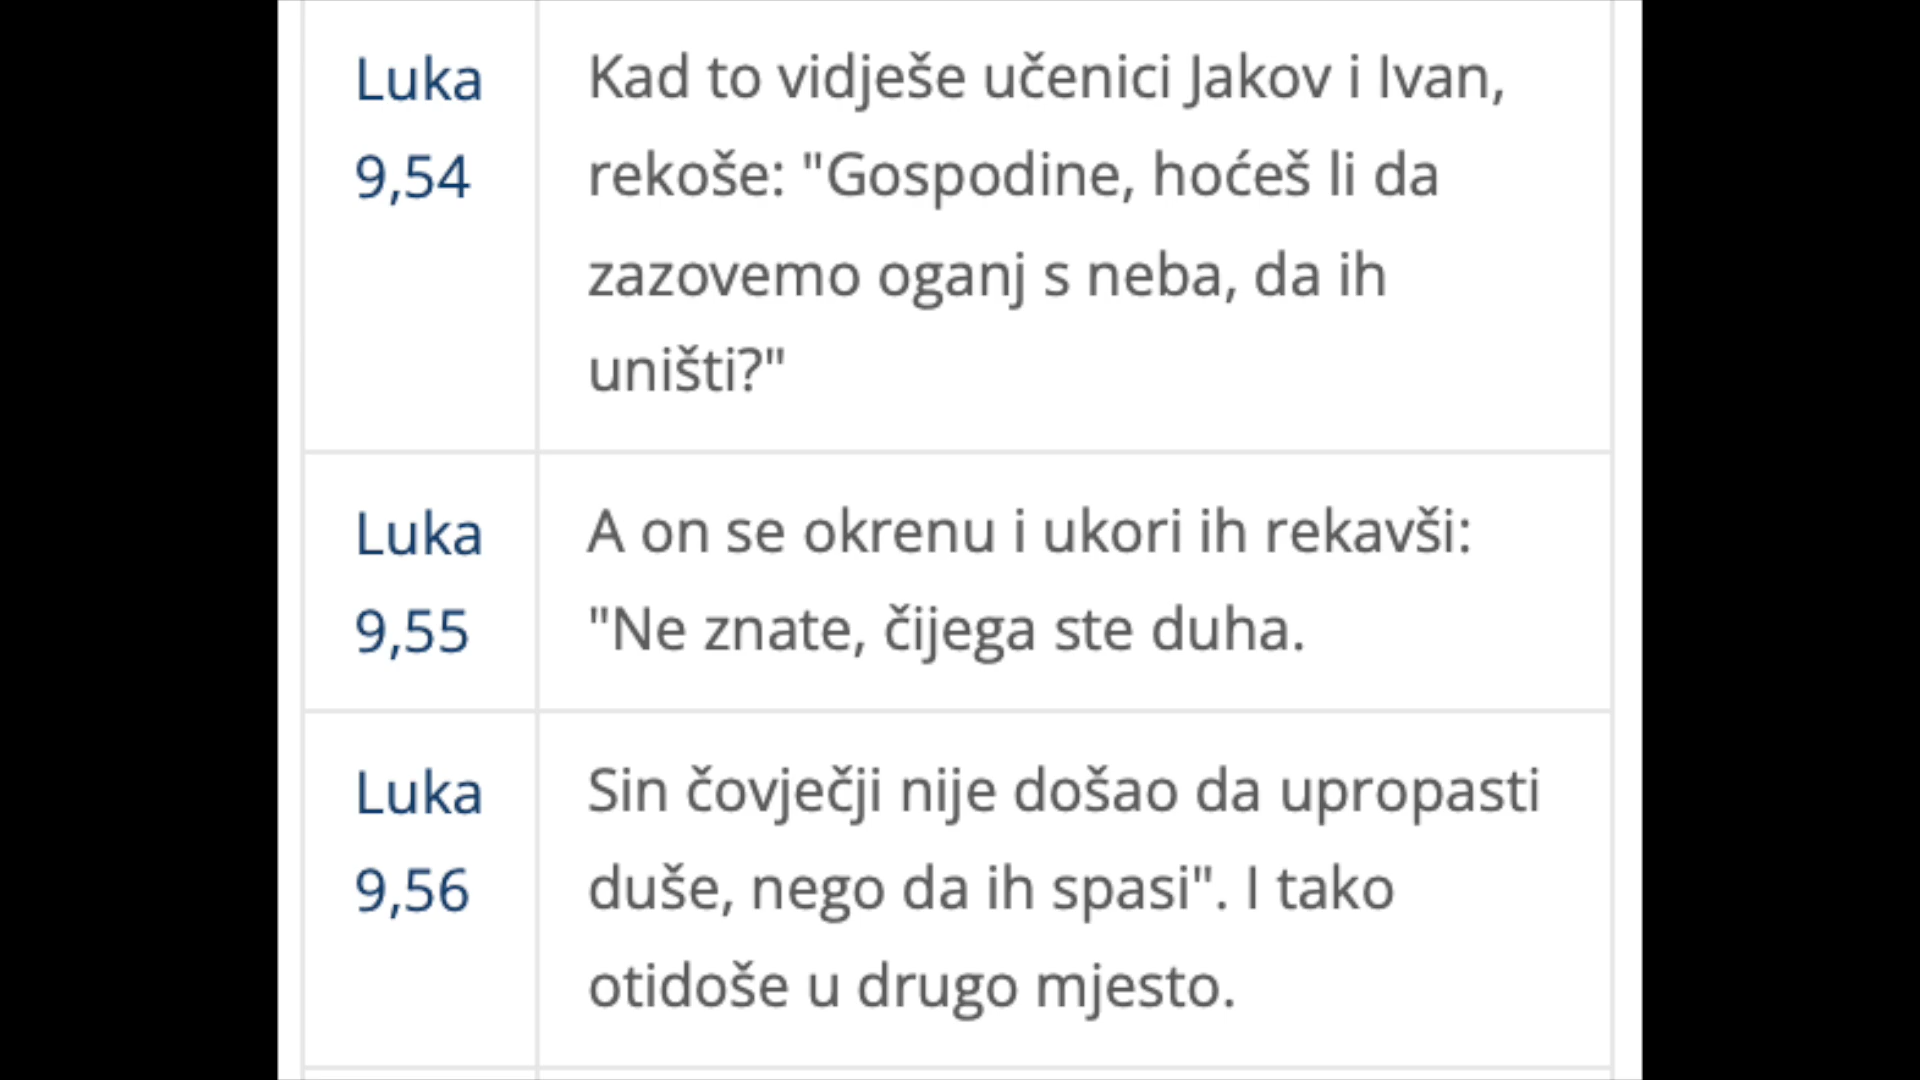 Luka
9,54
Kad to vidješe učenici Jakov i Ivan,
rekoše: "Gospodine, hoćeš li da
zazovemo oganj s neba, da ih
uništi?"
Luka
9,55
A on se okrenu i ukori ih rekavši:
"Ne znate, čijega ste duha.
Luka
9,56
Sin čovječji nije došao da upropasti
duše, nego da ih spasi". I tako
otidoše u drugo mjesto.